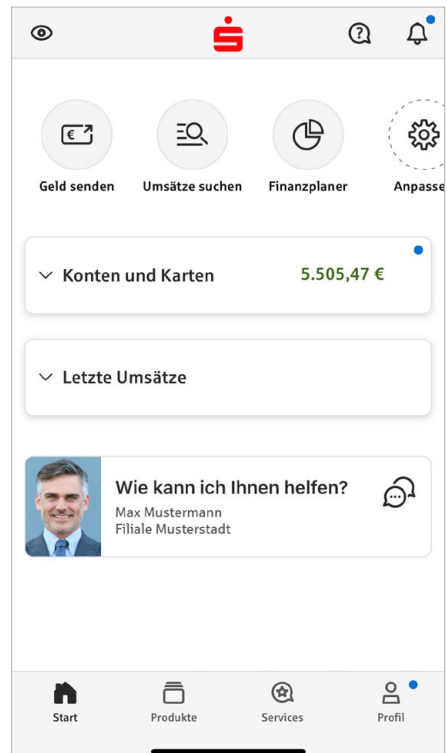 Geld senden
Umsätze suchen
Finanzplaner
Anpasse
Konten und Karten
5.505,47 €
Letzte Umsätze
Wie kann ich Ihnen helfen?
Max Mustermann
Filiale Musterstadt
Start
Produkte
Services
Profil